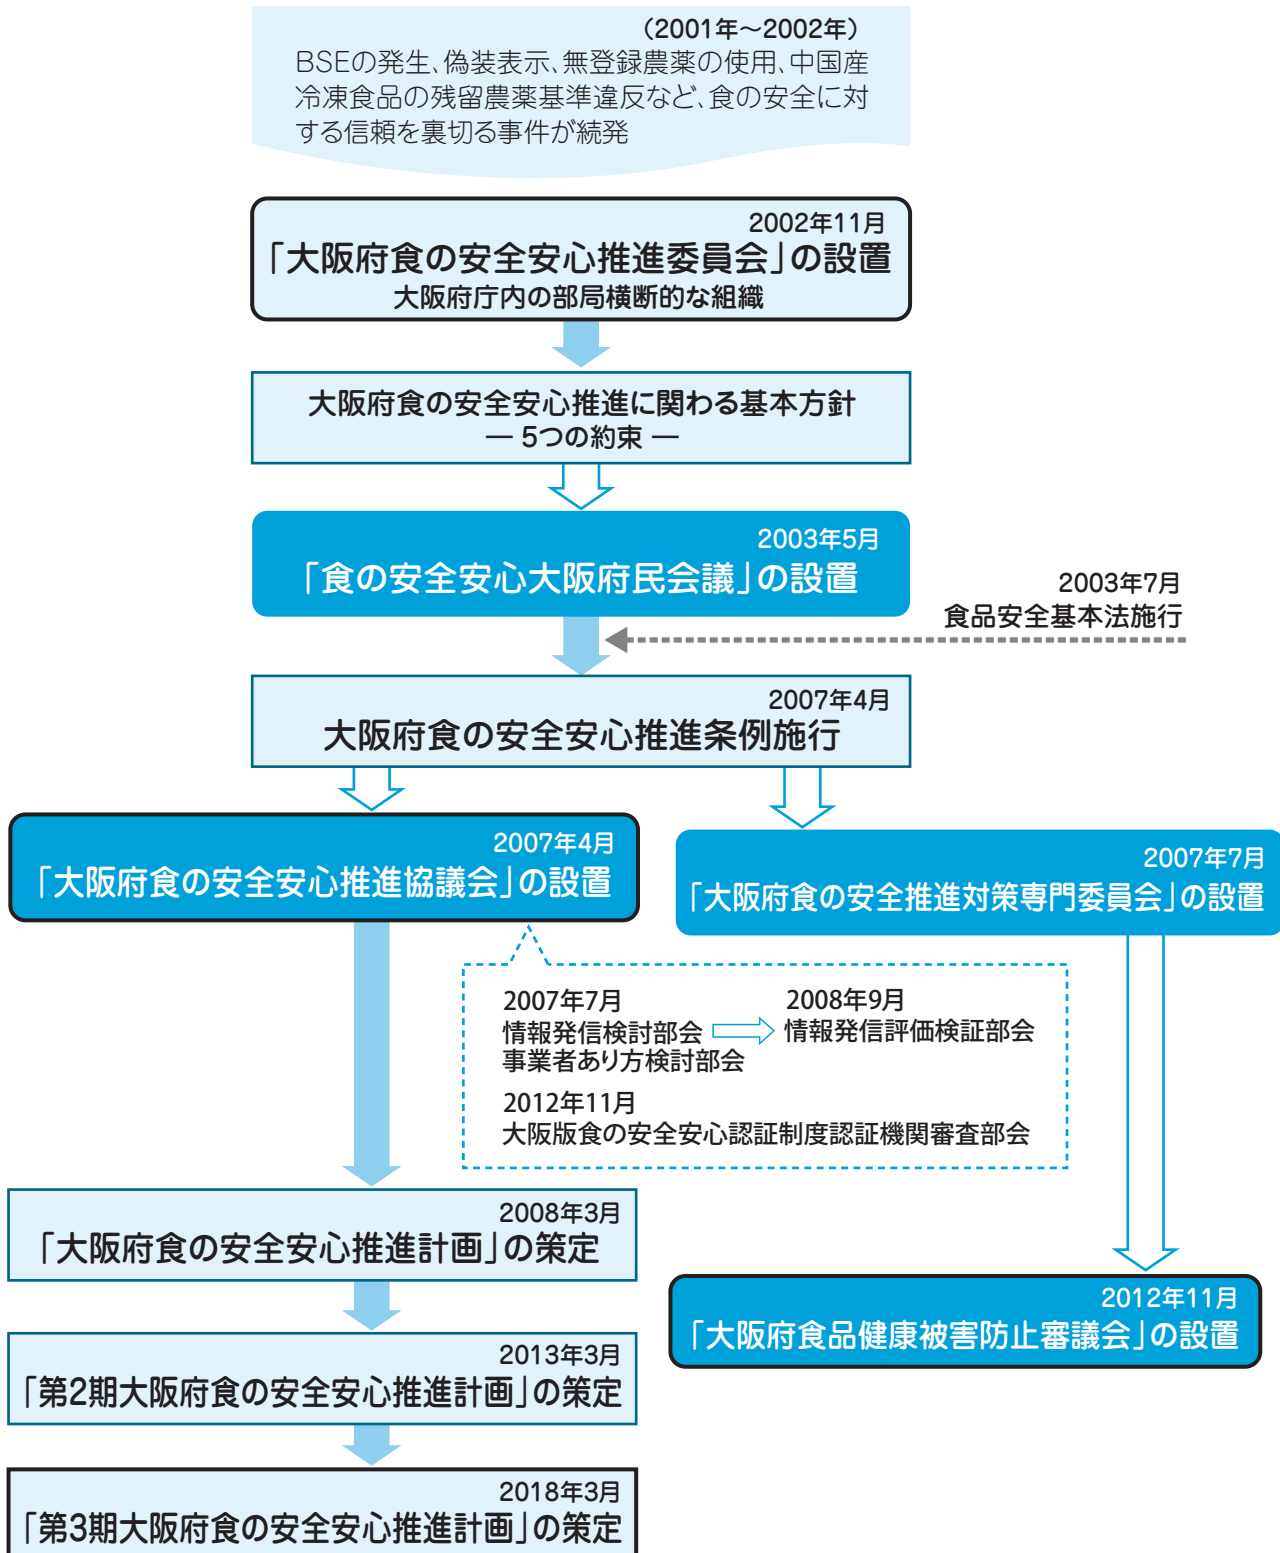 (2001年～2002年)
BSEの発生、偽装表示、無登録農薬の使用、中国産
冷凍食品の残留農薬基準違反など、食の安全に対
する信頼を裏切る事件が続発
2002年11月
「大阪府食の安全安心推進委員会」の設置
大阪府庁内の部局横断的な組織
大阪府食の安全安心推進に関わる基本方針
― 5つの約束 ―
2003年5月
「食の安全安心大阪府民会議」の設置
2003年7月
食品安全基本法施行
2007年4月
大阪府食の安全安心推進条例施行
2007年4月
「大阪府食の安全安心推進協議会」の設置
2007年7月
「大阪府食の安全推進対策専門委員会」の設置
2007年7月
情報発信検討部会
事業者あり方検討部会
2008年9月
情報発信評価検証部会
2012年11月
大阪版食の安全安心認証制度認証機関審査部会
2008年3月
「大阪府食の安全安心推進計画」の策定
2012年11月
「大阪府食品健康被害防止審議会」の設置
2013年3月
「第2期大阪府食の安全安心推進計画」の策定
2018年3月
「第3期大阪府食の安全安心推進計画」の策定